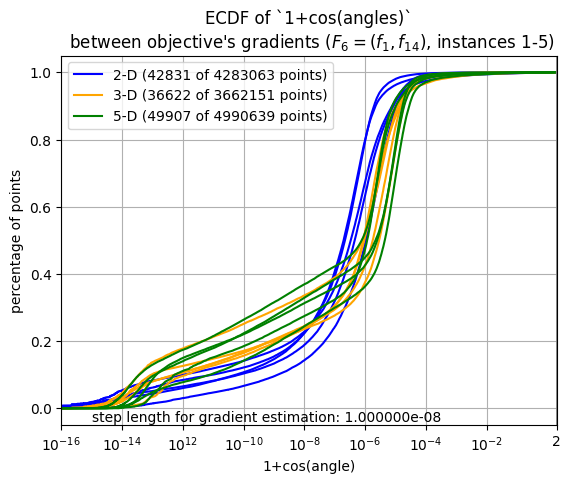 ECDF of `1+cos(angles)`
between objective's gradients (F₆ = (f₁, f₁₄), instances 1-5)
2-D (42831 of 4283063 points)
3-D (36622 of 3662151 points)
5-D (49907 of 4990639 points)
percentage of points
1.0
0.8
0.6
0.4
0.2
0.0
step length for gradient estimation: 1.000000e-08
10⁻¹⁶ 10⁻¹⁴ 10⁻¹² 10⁻¹⁰ 10⁻⁸ 10⁻⁶ 10⁻⁴ 10⁻² 2
1+cos(angle)